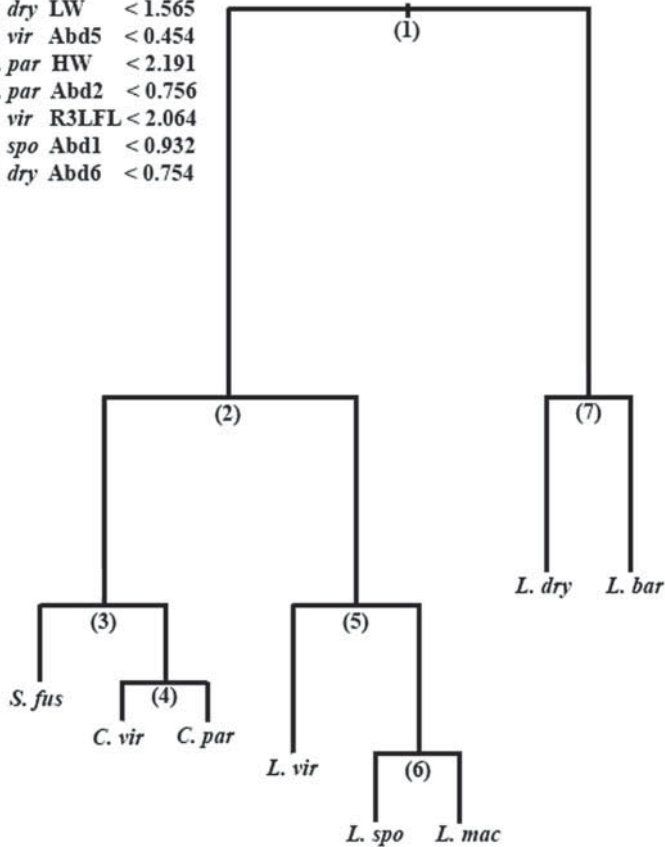 dry LW < 1.565
vir Abd5 < 0.454
par HW < 2.191
par Abd2 < 0.756
vir R3LFL < 2.064
spo Abd1 < 0.932
dry Abd6 < 0.754
(1)
(2)
(7)
L. dry L. bar
(3)
(5)
S. fus
(4)
C. vir C. par
L. vir
(6)
L. spo L. mac